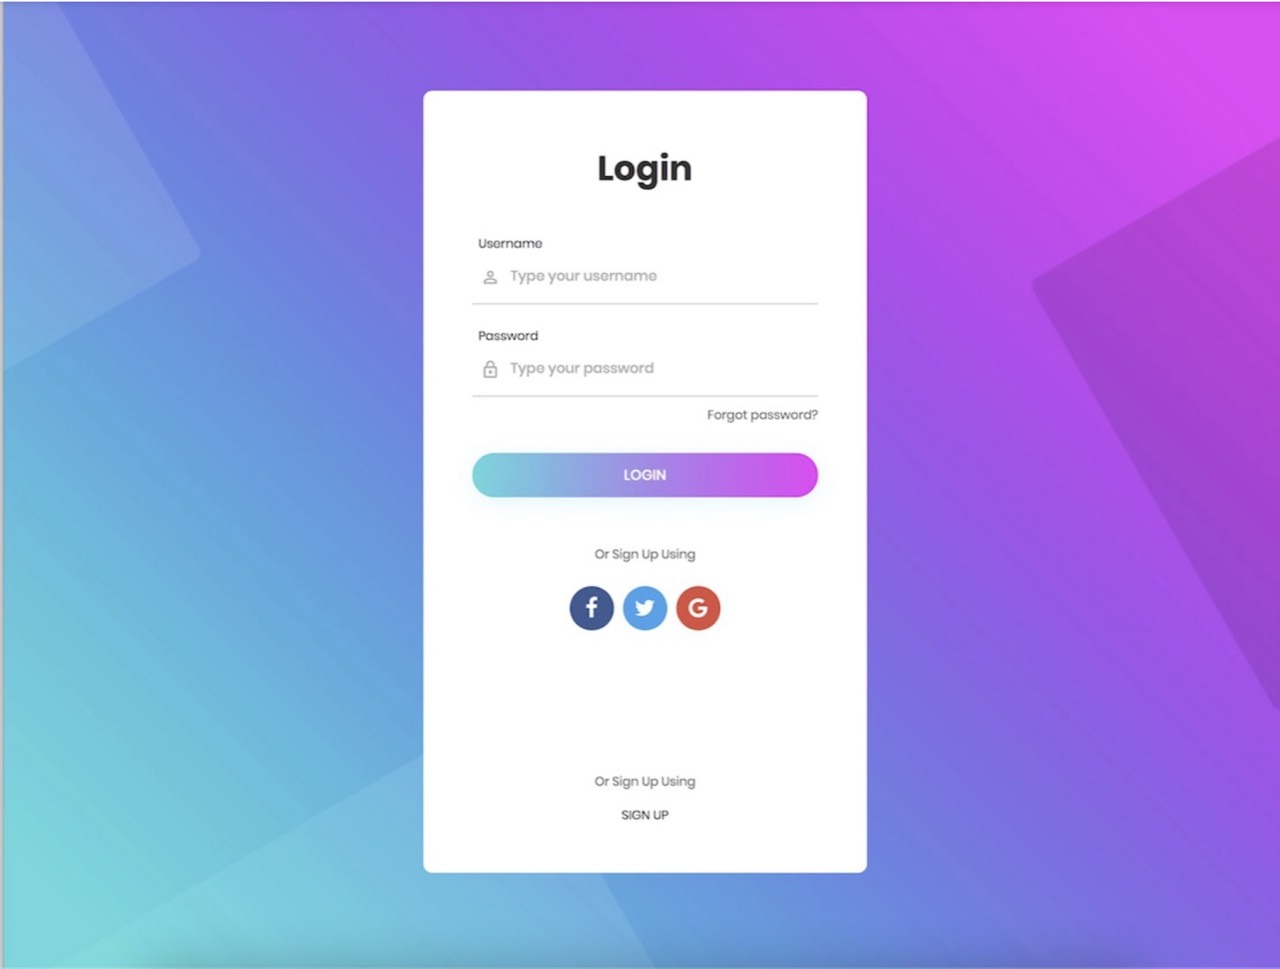 Login
Username
Type your username
Password
Type your password
Forgot password?
LOGIN
Or Sign Up Using
Or Sign Up Using
SIGN UP